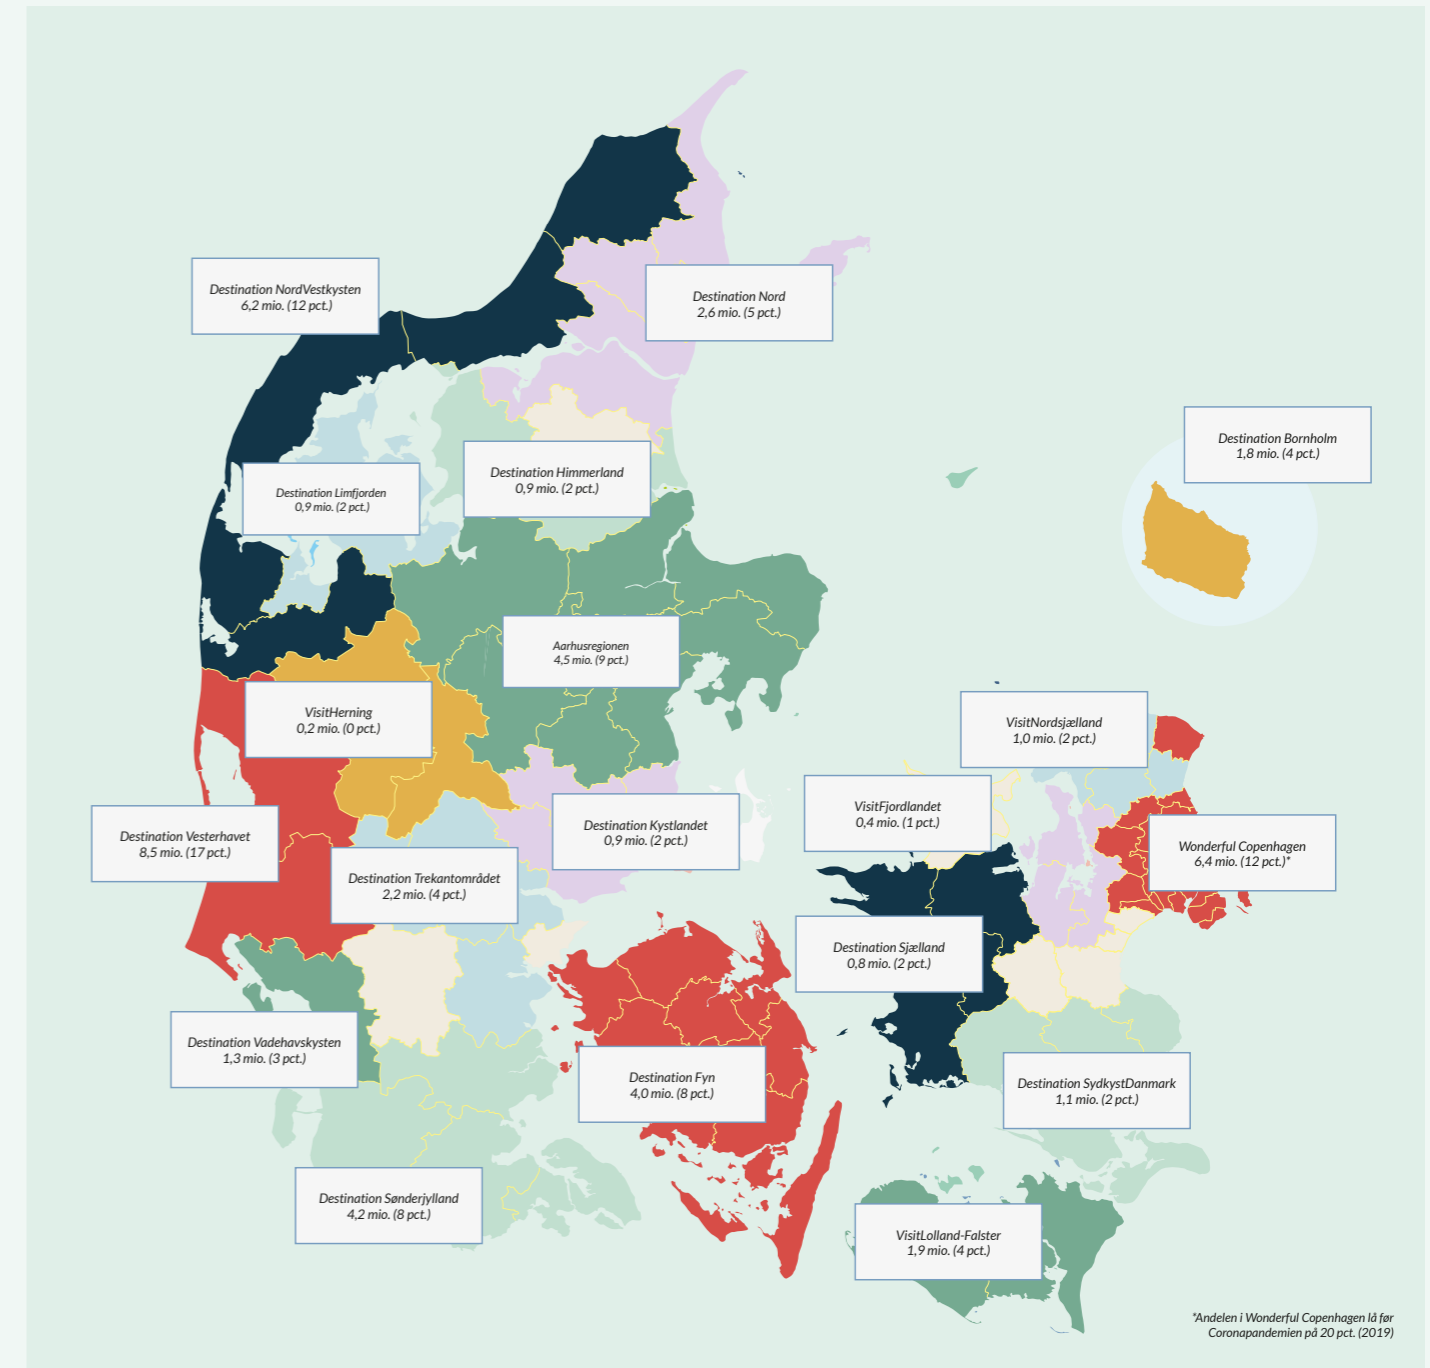 Destination NordVestkysten
6,2 mio. (12 pct.)
Destination Nord
2,6 mio. (5 pct.)
Destination Bornholm
1,8 mio. (4 pct.)
Destination Himmerland
0,9 mio. (2 pct.)
Destination Limfjorden
0,9 mio. (2 pct.)
Aarhusregionen
4,5 mio. (9 pct.)
VisitHerning
0,2 mio. (0 pct.)
VisitNordsjælland
1,0 mio. (2 pct.)
VisitFjordlandet
0,4 mio. (1 pct.)
Destination Kystlandet
0,9 mio. (2 pct.)
Destination Vesterhavet
8,5 mio. (17 pct.)
Wonderful Copenhagen
6,4 mio. (12 pct.)*
Destination Trekantområdet
2,2 mio. (4 pct.)
Destination Sjælland
0,8 mio. (2 pct.)
Destination Vadehavskysten
1,3 mio. (3 pct.)
Destination Fyn
4,0 mio. (8 pct.)
Destination SydkystDanmark
1,1 mio. (2 pct.)
Destination Sønderjylland
4,2 mio. (8 pct.)
VisitLolland-Falster
1,9 mio. (4 pct.)
*Andelen i Wonderful Copenhagen lå før
Coronapandemien på 20 pct. (2019)